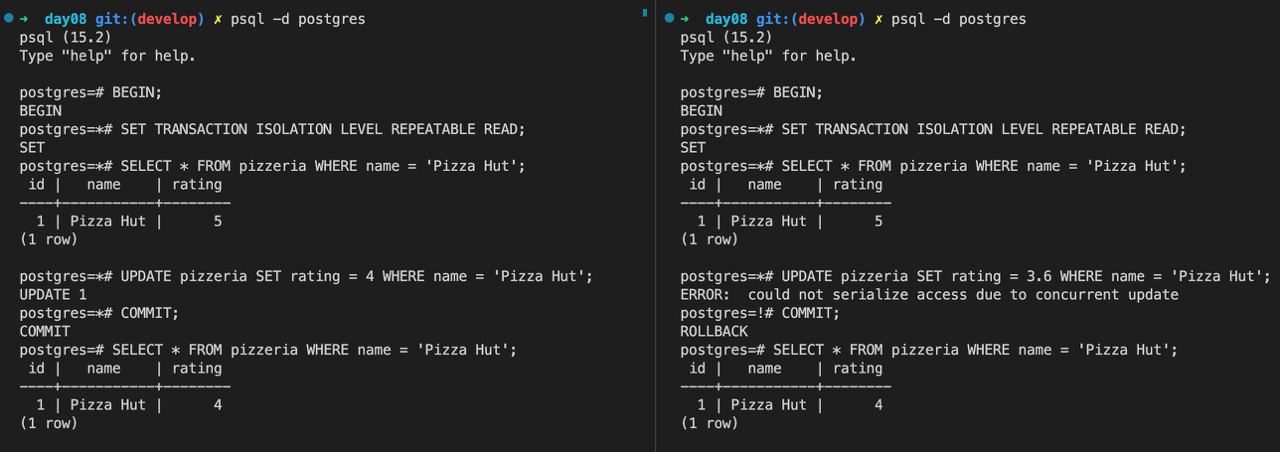 ➜ day08 git:(develop) ✗ psql -d postgres
psql (15.2)
Type "help" for help.

postgres=# BEGIN;
BEGIN
postgres=*# SET TRANSACTION ISOLATION LEVEL REPEATABLE READ;
SET
postgres=*# SELECT * FROM pizzeria WHERE name = 'Pizza Hut';
 id |   name    | rating
----+-----------+--------
  1 | Pizza Hut |      5
(1 row)

postgres=*# UPDATE pizzeria SET rating = 4 WHERE name = 'Pizza Hut';
UPDATE 1
postgres=*# COMMIT;
COMMIT
postgres=# SELECT * FROM pizzeria WHERE name = 'Pizza Hut';
 id |   name    | rating
----+-----------+--------
  1 | Pizza Hut |      4
(1 row)

➜ day08 git:(develop) ✗ psql -d postgres
psql (15.2)
Type "help" for help.

postgres=# BEGIN;
BEGIN
postgres=*# SET TRANSACTION ISOLATION LEVEL REPEATABLE READ;
SET
postgres=*# SELECT * FROM pizzeria WHERE name = 'Pizza Hut';
 id |   name    | rating
----+-----------+--------
  1 | Pizza Hut |      5
(1 row)

postgres=*# UPDATE pizzeria SET rating = 3.6 WHERE name = 'Pizza Hut';
ERROR:  could not serialize access due to concurrent update
postgres=!# COMMIT;
ROLLBACK
postgres=# SELECT * FROM pizzeria WHERE name = 'Pizza Hut';
 id |   name    | rating
----+-----------+--------
  1 | Pizza Hut |      4
(1 row)